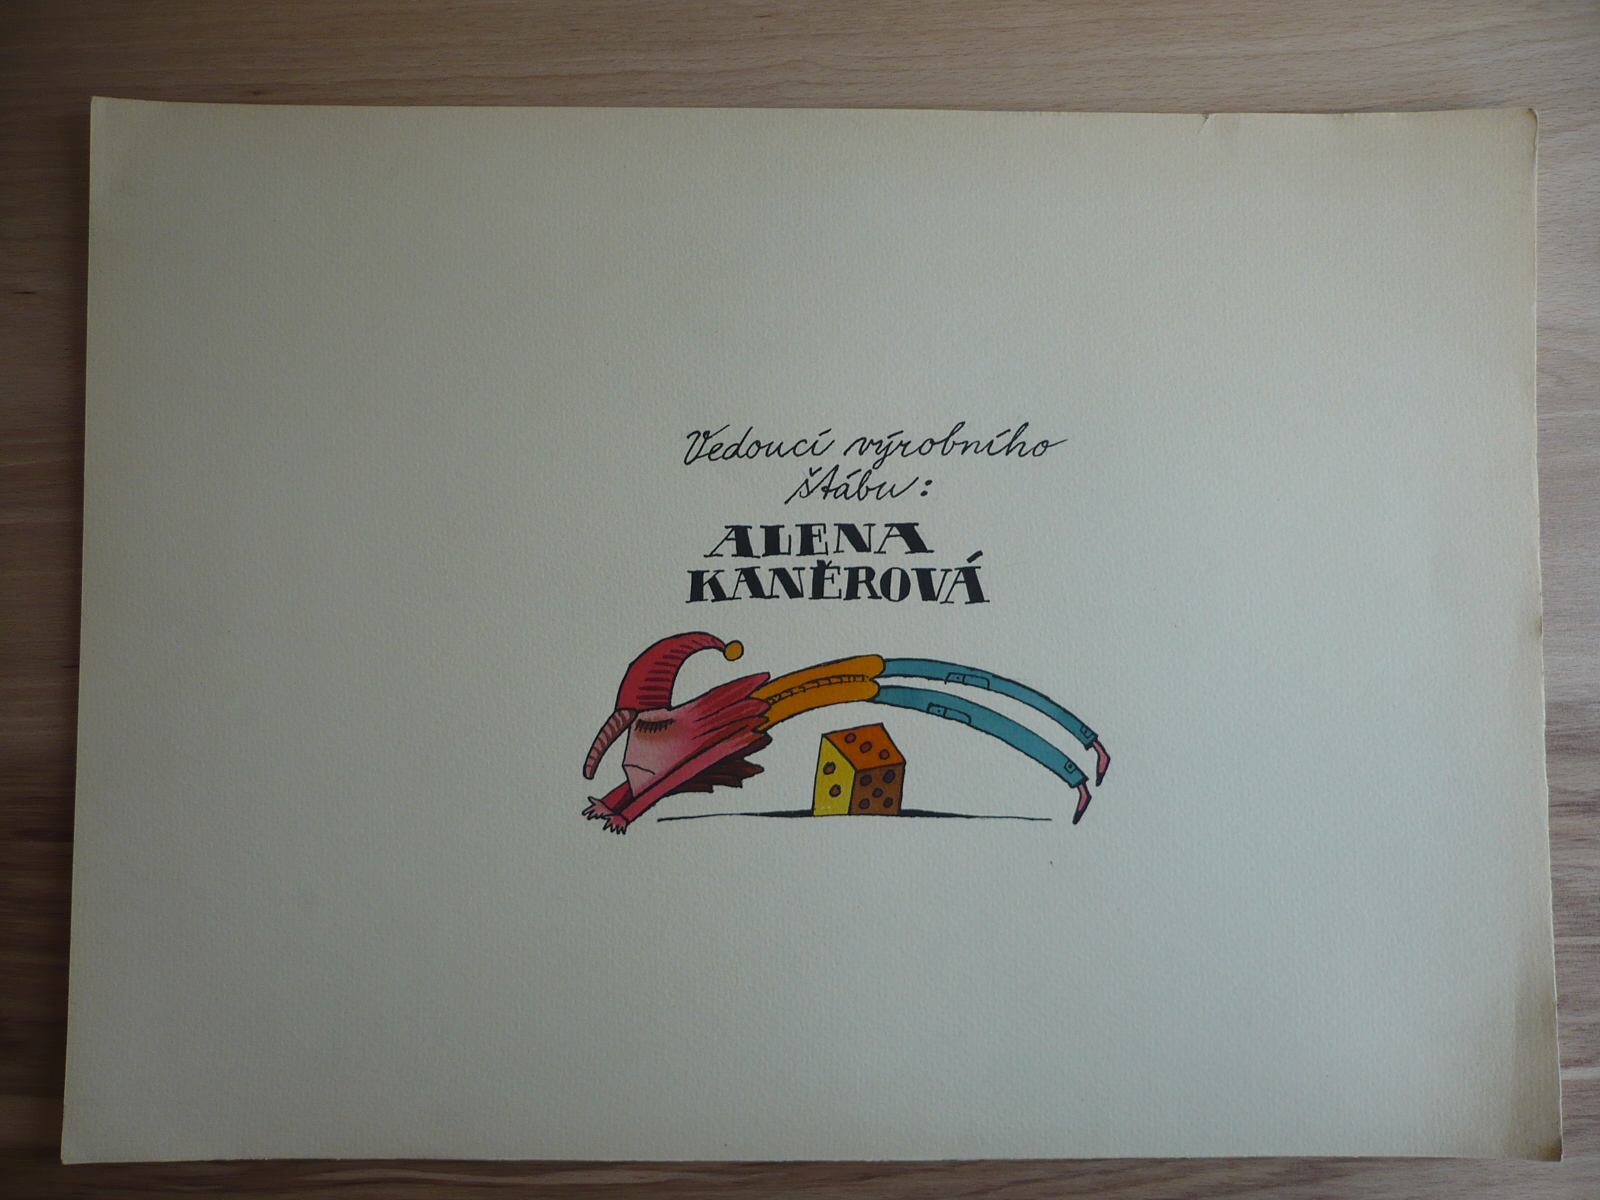 Vedoucí výrobního
štábu:
ALENA
KANĚROVÁ